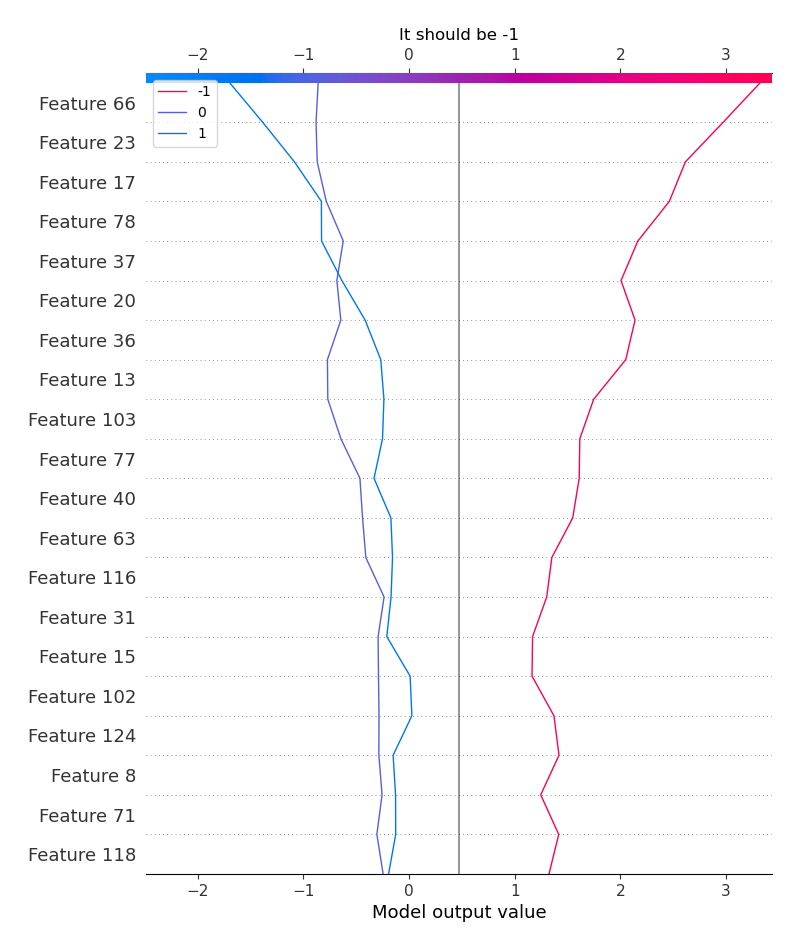 It should be -1
−2 −1 0 1 2 3
-1
0
1
Feature 66
Feature 23
Feature 17
Feature 78
Feature 37
Feature 20
Feature 36
Feature 13
Feature 103
Feature 77
Feature 40
Feature 63
Feature 116
Feature 31
Feature 15
Feature 102
Feature 124
Feature 8
Feature 71
Feature 118
−2 −1 0 1 2 3
Model output value